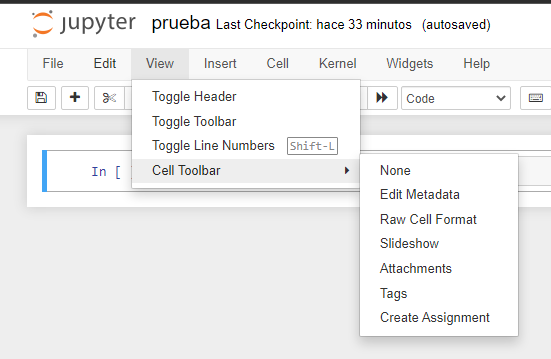 jupyter prueba Last Checkpoint: hace 33 minutos (autosaved)
File Edit View Insert Cell Kernel Widgets Help
Code
Toggle Header
Toggle Toolbar
Toggle Line Numbers Shift-L
Cell Toolbar
In [
None
Edit Metadata
Raw Cell Format
Slideshow
Attachments
Tags
Create Assignment